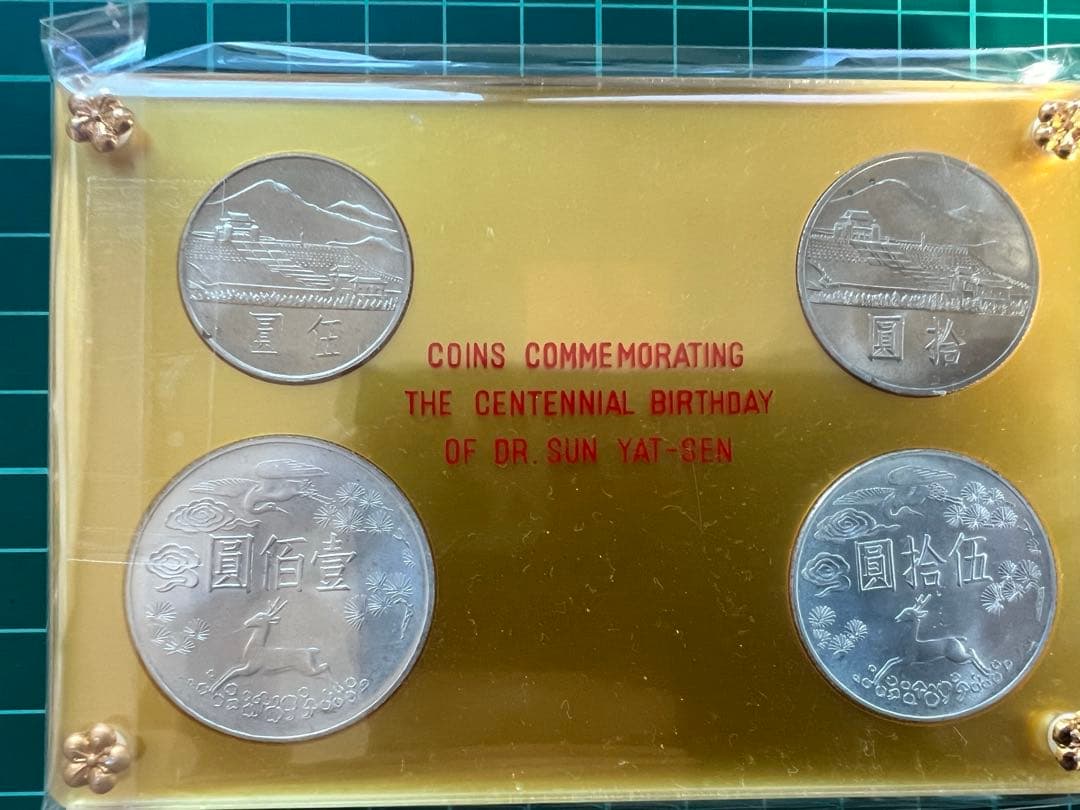 伍圓
拾圓
COINS COMMEMORATING
THE CENTENNIAL BIRTHDAY
OF DR. SUN YAT-SEN
壹佰圓
伍拾圓